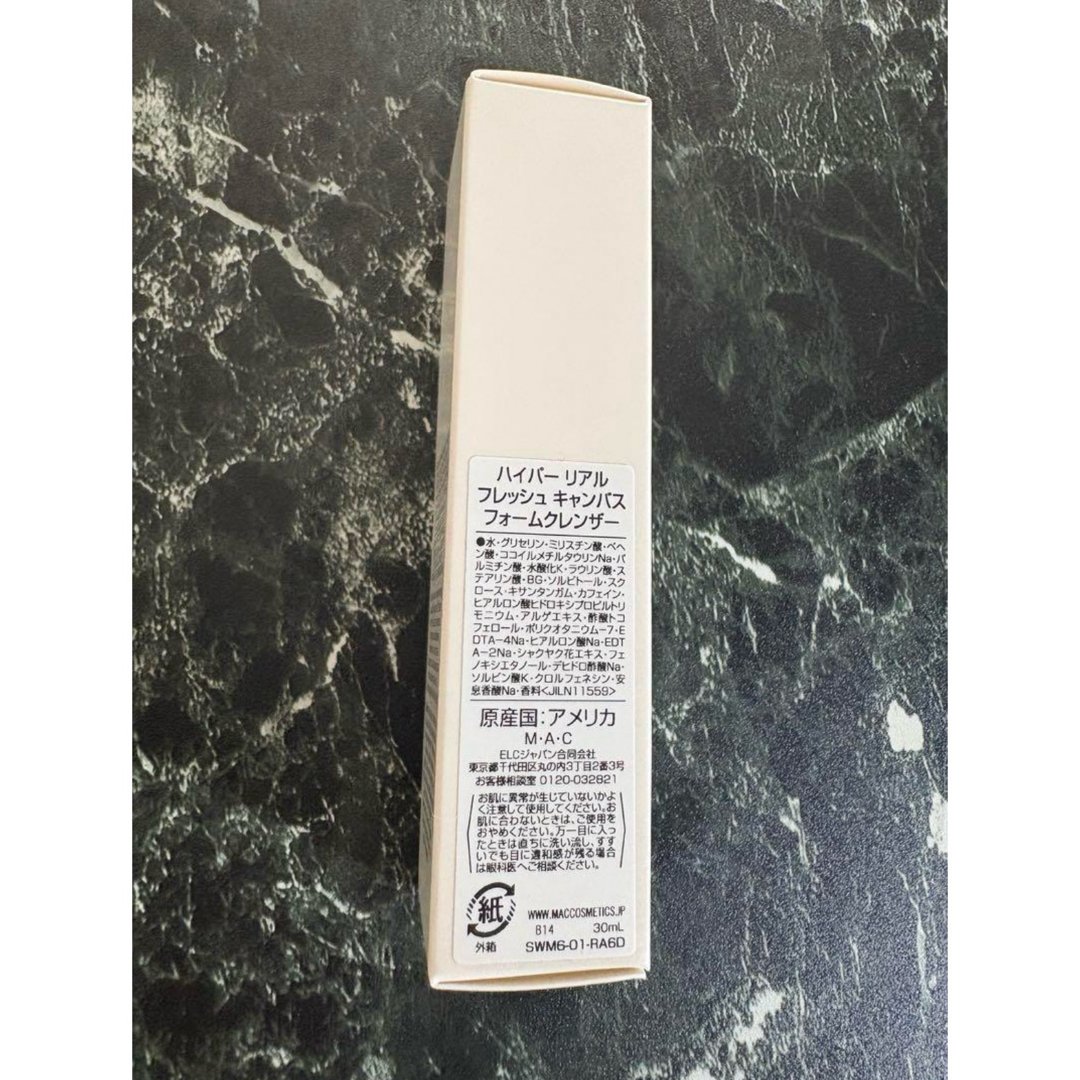 ハイパー リアル
フレッシュ キャンバス
フォームクレンザー
●水・グリセリン・ミリスチン酸・ベヘ
ン酸・ココイルメチルタウリンNa・パ
ルミチン酸・水酸化K・ラウリン酸・ス
テアリン酸・BG・ソルビトール・スク
ロース・キサンタンガム・カフェイン・
ヒアルロン酸ヒドロキシプロピルトリ
モニウム・アルゲエキス・酢酸トコ
フェロール・ポリクオタニウム-7・E
DTA-4Na・ヒアルロン酸Na・EDT
A-2Na・シャクヤク花エキス・フェ
ノキシエタノール・デヒドロ酢酸Na・
ソルビン酸K・クロルフェネシン・安
息香酸Na・香料<JILN11559>
原産国:アメリカ
M・A・C
ELCジャパン合同会社
東京都千代田区丸の内3丁目2番3号
お客様相談室 0120-032821
お肌に異常が生じていないかよ
く注意して使用してください。お
肌に合わないときは、ご使用を
おやめください。万一目に入っ
たときは直ちに洗い流し、すす
いでも目に違和感が残る場合
は眼科医へご相談ください。
紙
外箱
WWW.MACCOSMETICS.JP
B14 30mL
SWM6-01-RA6D